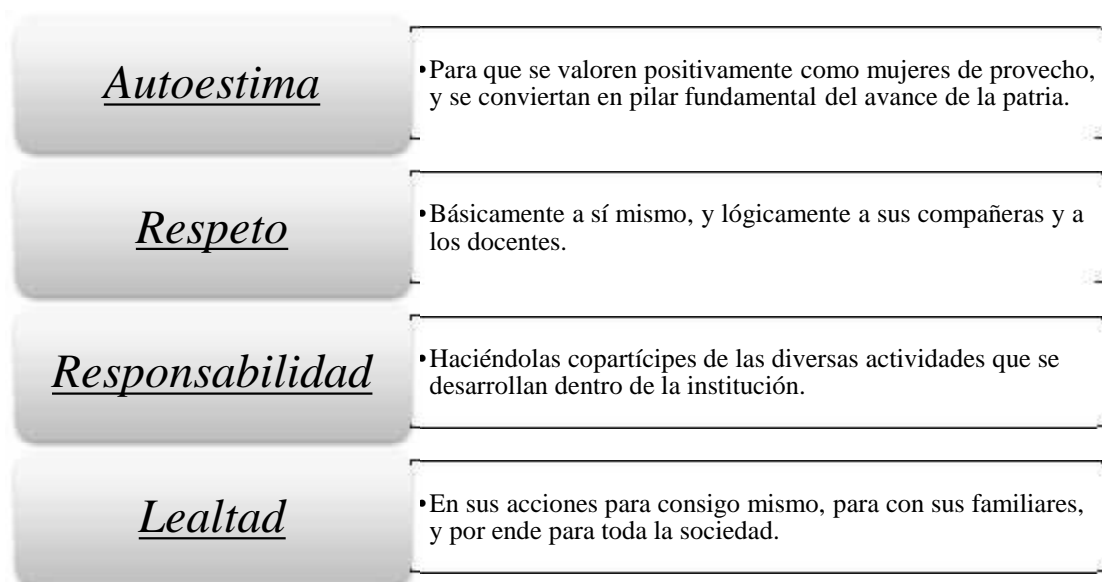 Autoestima
•Para que se valoren positivamente como mujeres de provecho,
y se conviertan en pilar fundamental del avance de la patria.
Respeto
•Básicamente a sí mismo, y lógicamente a sus compañeras y a
los docentes.
Responsabilidad
•Haciéndolas copartícipes de las diversas actividades que se
desarrollan dentro de la institución.
Lealtad
•En sus acciones para consigo mismo, para con sus familiares,
y por ende para toda la sociedad.